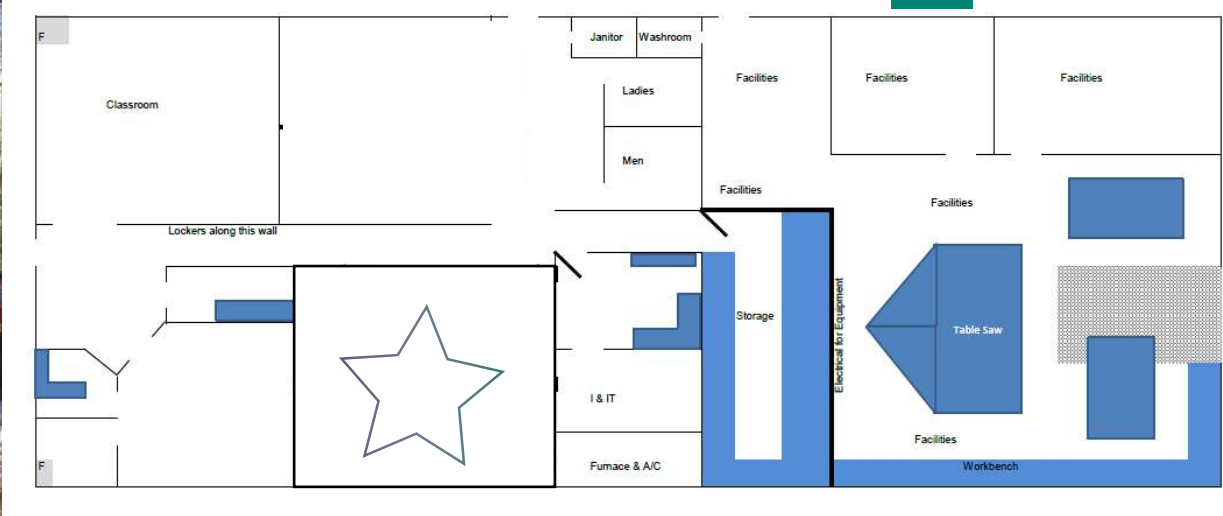 F
Janitor
Washroom
Facilities
Facilities
Facilities
Ladies
Classroom
Men
Facilities
Facilities
Lockers along this wall
Electrical for Equipment
Storage
Table Saw
I & IT
Facilities
F
Furnace & A/C
Workbench